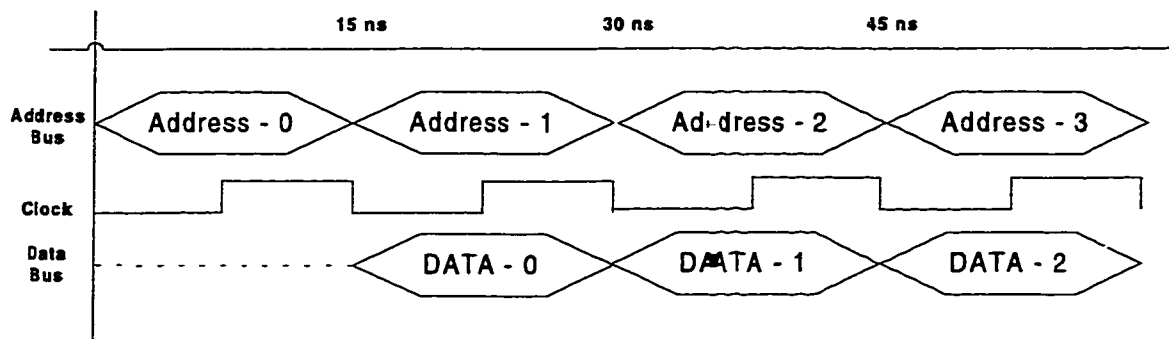 15 ns 30 ns 45 ns
Address
Bus
Address - 0 Address - 1 Address - 2 Address - 3
Clock
Data
Bus
DATA - 0 DAATA - 1 DATA - 2